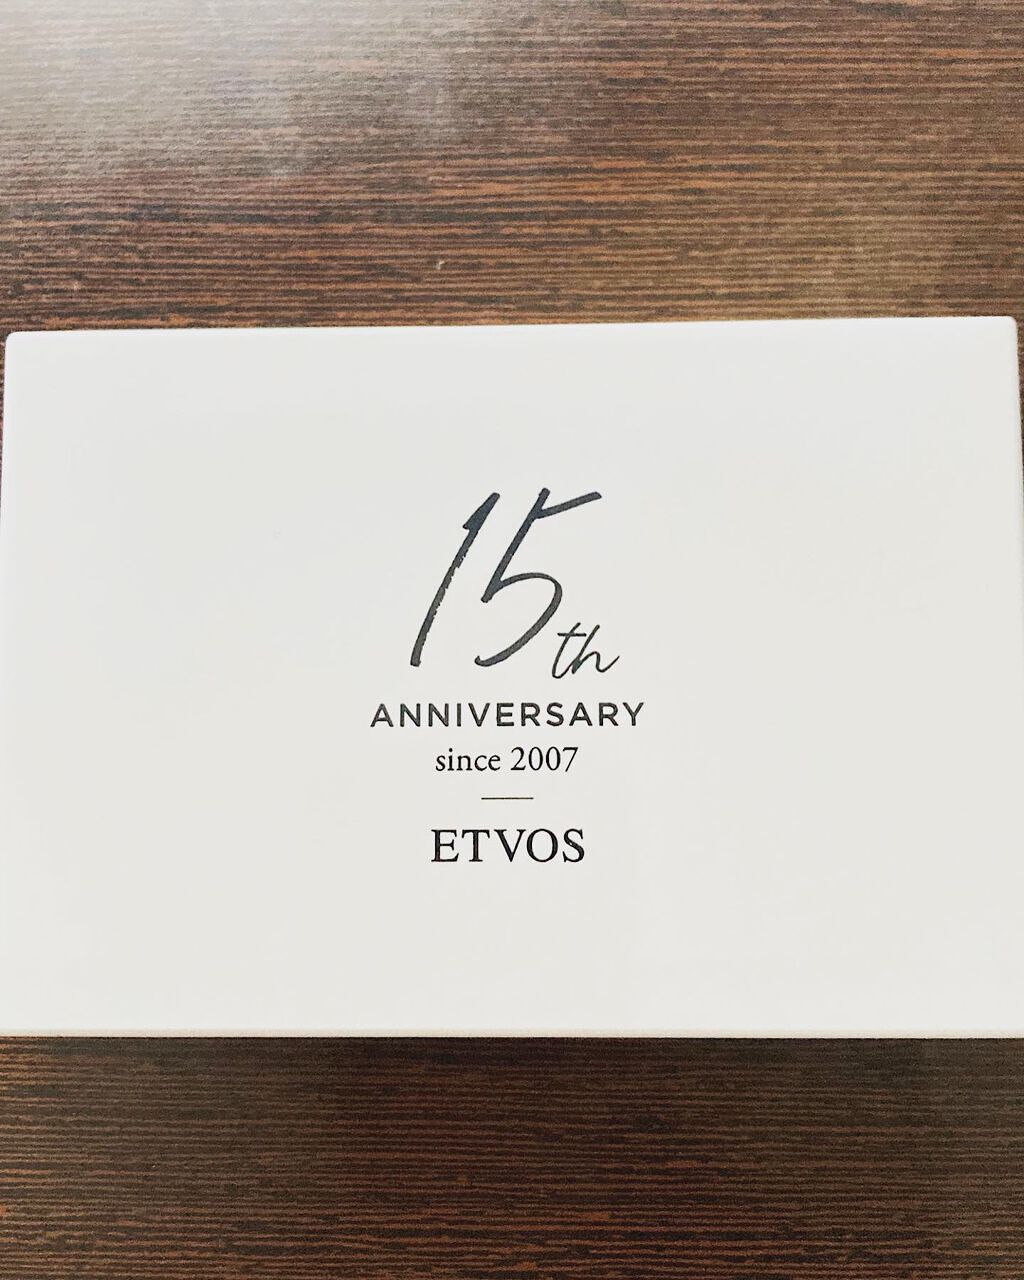 15th
ANNIVERSARY
since 2007
ETVOS